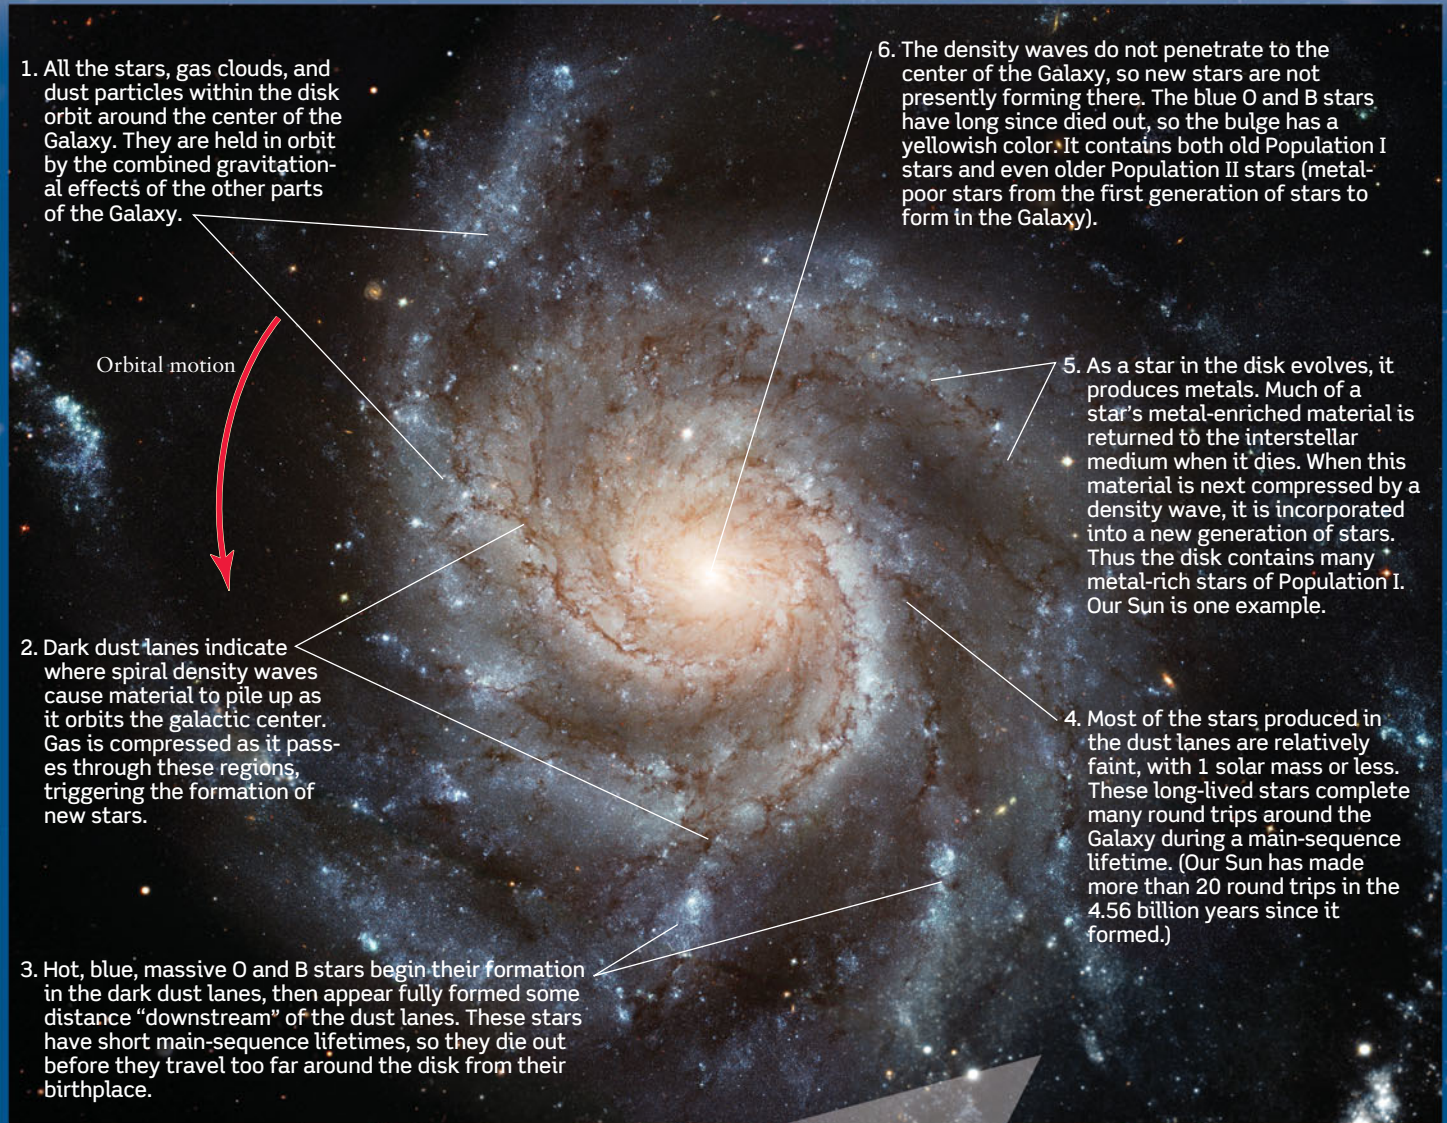 1. All the stars, gas clouds, and
dust particles within the disk
orbit around the center of the
Galaxy. They are held in orbit
by the combined gravitation-
al effects of the other parts
of the Galaxy.
Orbital motion
2. Dark dust lanes indicate
where spiral density waves
cause material to pile up as
it orbits the galactic center.
Gas is compressed as it pass-
es through these regions,
triggering the formation of
new stars.
3. Hot, blue, massive O and B stars begin their formation
in the dark dust lanes, then appear fully formed some
distance “downstream” of the dust lanes. These stars
have short main-sequence lifetimes, so they die out
before they travel too far around the disk from their
birthplace.
4. Most of the stars produced in
the dust lanes are relatively
faint, with 1 solar mass or less.
These long-lived stars complete
many round trips around the
Galaxy during a main-sequence
lifetime. (Our Sun has made
more than 20 round trips in the
4.56 billion years since it
formed.)
5. As a star in the disk evolves, it
produces metals. Much of a
star’s metal-enriched material is
returned to the interstellar
medium when it dies. When this
material is next compressed by a
density wave, it is incorporated
into a new generation of stars.
Thus the disk contains many
metal-rich stars of Population I.
Our Sun is one example.
6. The density waves do not penetrate to the
center of the Galaxy, so new stars are not
presently forming there. The blue O and B stars
have long since died out, so the bulge has a
yellowish color. It contains both old Population I
stars and even older Population II stars (metal-
poor stars from the first generation of stars to
form in the Galaxy).